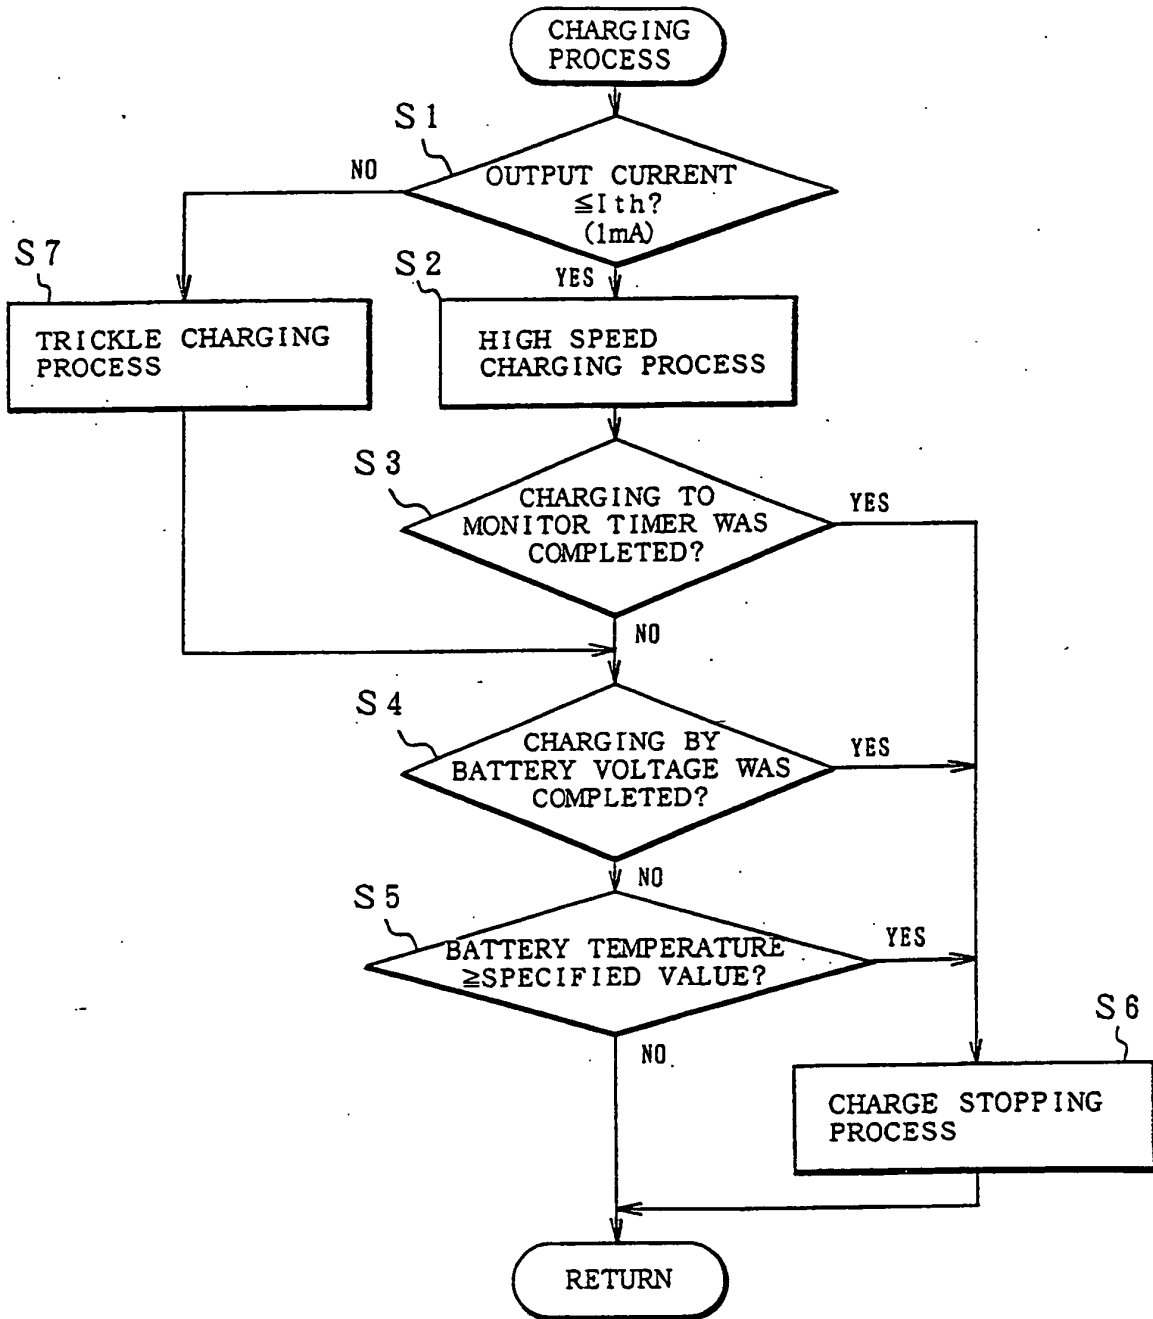 CHARGING
PROCESS
S1
NO
OUTPUT CURRENT
≦Ith?
(1mA)
S7
S2
YES
TRICKLE CHARGING
PROCESS
HIGH SPEED
CHARGING PROCESS
S3
CHARGING TO
MONITOR TIMER WAS
COMPLETED?
YES
NO
S4
CHARGING BY
BATTERY VOLTAGE WAS
COMPLETED?
YES
NO
S5
BATTERY TEMPERATURE
≧SPECIFIED VALUE?
YES
NO
S6
CHARGE STOPPING
PROCESS
RETURN